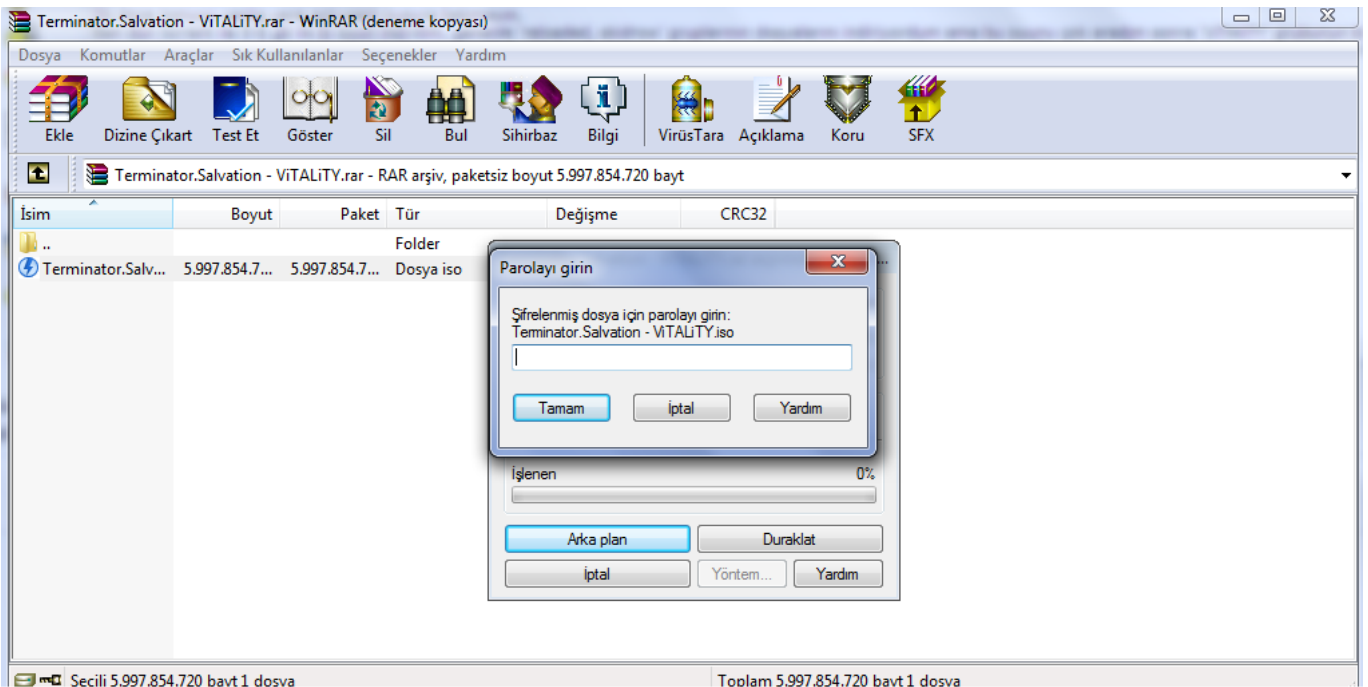 Terminator.Salvation - ViTALiTY.rar - WinRAR (deneme kopyası)
Dosya Komutlar Araçlar Sık Kullanılanlar Seçenekler Yardım
Ekle Dizine Çıkart Test Et Göster Sil Bul Sihirbaz Bilgi VirüsTara Açıklama Koru SFX
Terminator.Salvation - ViTALiTY.rar - RAR arşiv, paketsiz boyut 5.997.854.720 bayt
İsim Boyut Paket Tür Değişme CRC32
.. Folder
Terminator.Salv... 5.997.854.7... 5.997.854.7... Dosya iso
...
Parolayı girin
Şifrelenmiş dosya için parolayı girin:
Terminator.Salvation - ViTALiTY.iso
Tamam İptal Yardım
İşlenen 0%
Arka plan Duraklat
İptal Yöntem... Yardım
Seçili 5.997.854.720 bayt 1 dosya Toplam 5.997.854.720 bayt 1 dosya